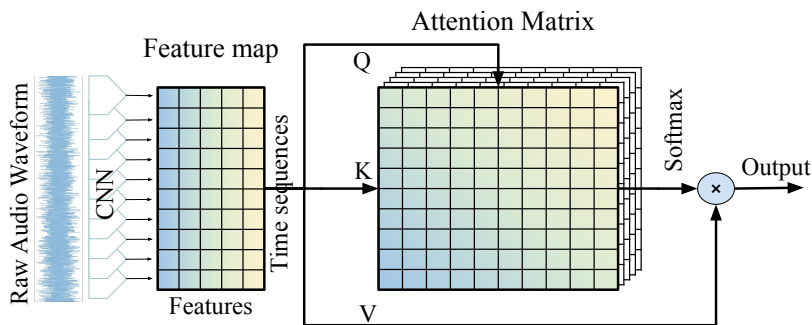 Attention Matrix
Feature map
Q
Raw Audio Waveform
CNN
Time sequences
K
Softmax
×
Output
Features
V